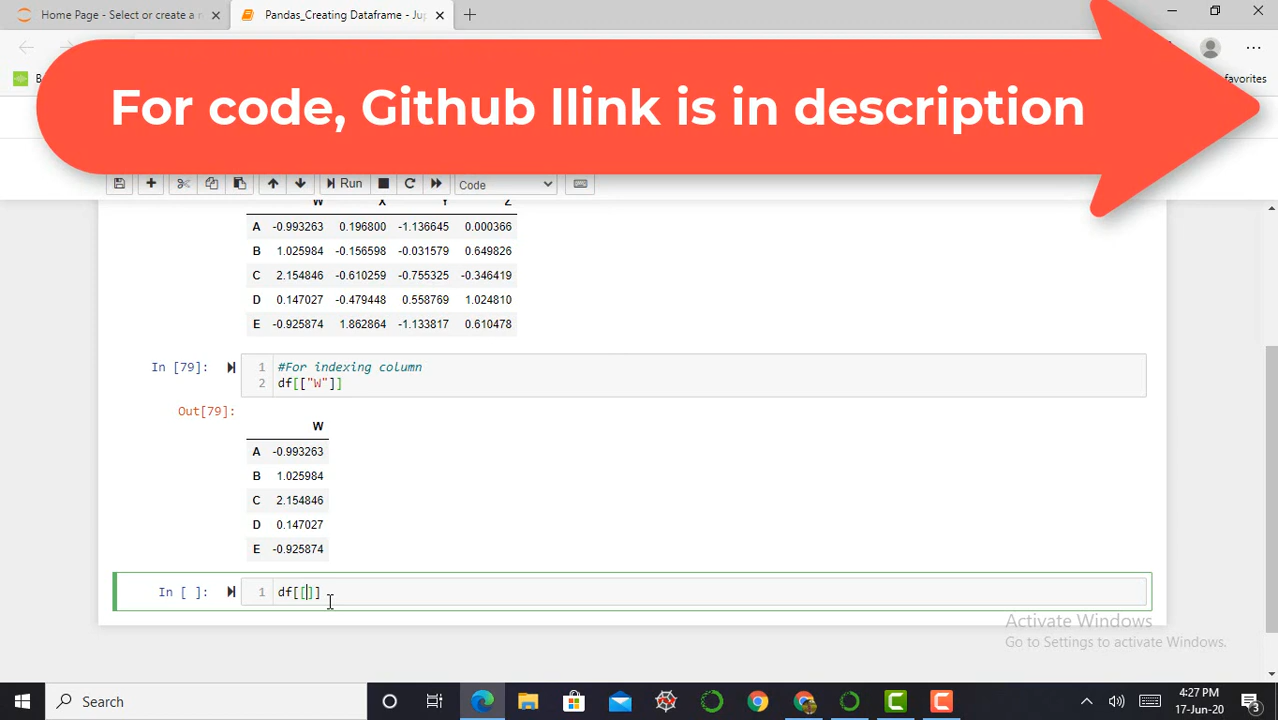 Home Page - Select or create a n
Pandas_Creating Dataframe - Ju
For code, Github llink is in description
favorites
Run
Code
W X Y Z
A -0.993263 0.196800 -1.136645 0.000366
B 1.025984 -0.156598 -0.031579 0.649826
C 2.154846 -0.610259 -0.755325 -0.346419
D 0.147027 -0.479448 0.558769 1.024810
E -0.925874 1.862864 -1.133817 0.610478
In [79]: 1 #For indexing column
2 df[["W"]]
Out[79]:
W
A -0.993263
B 1.025984
C 2.154846
D 0.147027
E -0.925874
In [ ]: 1 df[[]]
Activate Windows
Go to Settings to activate Windows.
Search
4:27 PM
17-Jun-20
3